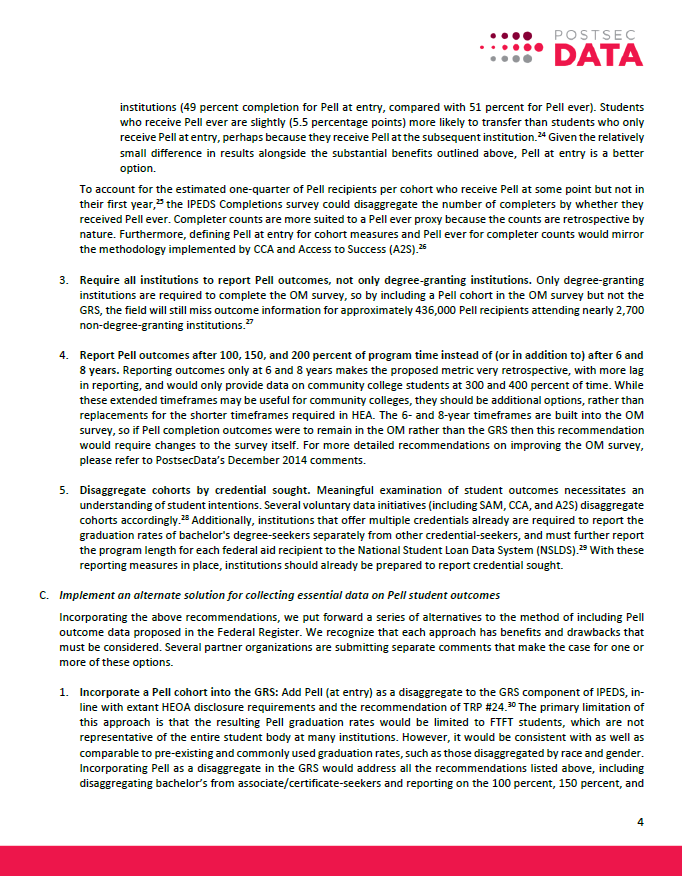 POSTSEC
DATA
institutions (49 percent completion for Pell at entry, compared with 51 percent for Pell ever). Students
who receive Pell ever are slightly (5.5 percentage points) more likely to transfer than students who only
receive Pell at entry, perhaps because they receive Pell at the subsequent institution.²⁴ Given the relatively
small difference in results alongside the substantial benefits outlined above, Pell at entry is a better
option.
To account for the estimated one-quarter of Pell recipients per cohort who receive Pell at some point but not in
their first year,²⁵ the IPEDS Completions survey could disaggregate the number of completers by whether they
received Pell ever. Completer counts are more suited to a Pell ever proxy because the counts are retrospective by
nature. Furthermore, defining Pell at entry for cohort measures and Pell ever for completer counts would mirror
the methodology implemented by CCA and Access to Success (A2S).²⁶
3. Require all institutions to report Pell outcomes, not only degree-granting institutions. Only degree-granting
institutions are required to complete the OM survey, so by including a Pell cohort in the OM survey but not the
GRS, the field will still miss outcome information for approximately 436,000 Pell recipients attending nearly 2,700
non-degree-granting institutions.²⁷
4. Report Pell outcomes after 100, 150, and 200 percent of program time instead of (or in addition to) after 6 and
8 years. Reporting outcomes only at 6 and 8 years makes the proposed metric very retrospective, with more lag
in reporting, and would only provide data on community college students at 300 and 400 percent of time. While
these extended timeframes may be useful for community colleges, they should be additional options, rather than
replacements for the shorter timeframes required in HEA. The 6- and 8-year timeframes are built into the OM
survey, so if Pell completion outcomes were to remain in the OM rather than the GRS then this recommendation
would require changes to the survey itself. For more detailed recommendations on improving the OM survey,
please refer to PostsecData's December 2014 comments.
5. Disaggregate cohorts by credential sought. Meaningful examination of student outcomes necessitates an
understanding of student intentions. Several voluntary data initiatives (including SAM, CCA, and A2S) disaggregate
cohorts accordingly.²⁸ Additionally, institutions that offer multiple credentials already are required to report the
graduation rates of bachelor's degree-seekers separately from other credential-seekers, and must further report
the program length for each federal aid recipient to the National Student Loan Data System (NSLDS).²⁹ With these
reporting measures in place, institutions should already be prepared to report credential sought.
C. Implement an alternate solution for collecting essential data on Pell student outcomes
Incorporating the above recommendations, we put forward a series of alternatives to the method of including Pell
outcome data proposed in the Federal Register. We recognize that each approach has benefits and drawbacks that
must be considered. Several partner organizations are submitting separate comments that make the case for one or
more of these options.
1. Incorporate a Pell cohort into the GRS: Add Pell (at entry) as a disaggregate to the GRS component of IPEDS, in-
line with extant HEOA disclosure requirements and the recommendation of TRP #24.³⁰ The primary limitation of
this approach is that the resulting Pell graduation rates would be limited to FTFT students, which are not
representative of the entire student body at many institutions. However, it would be consistent with as well as
comparable to pre-existing and commonly used graduation rates, such as those disaggregated by race and gender.
Incorporating Pell as a disaggregate in the GRS would address all the recommendations listed above, including
disaggregating bachelor's from associate/certificate-seekers and reporting on the 100 percent, 150 percent, and
4